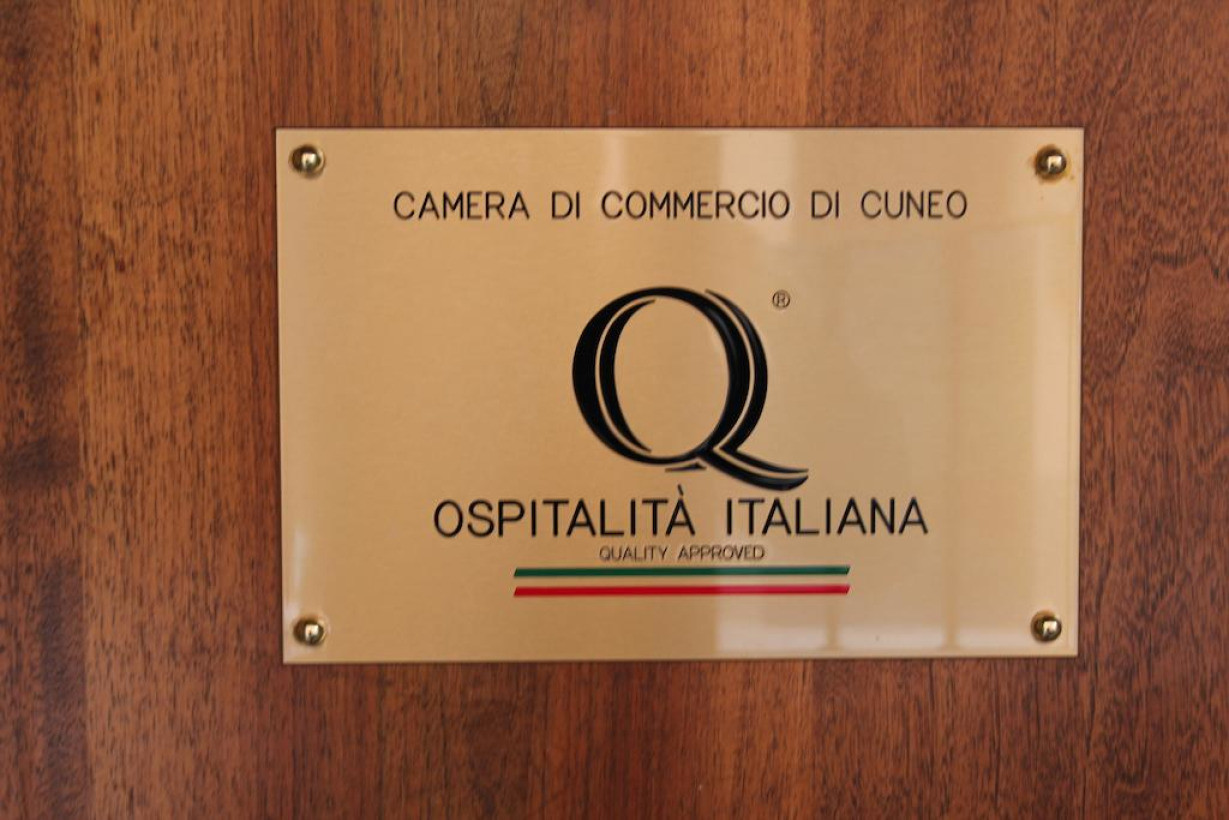 CAMERA DI COMMERCIO DI CUNEO
Q ®
OSPITALITÀ ITALIANA
QUALITY APPROVED